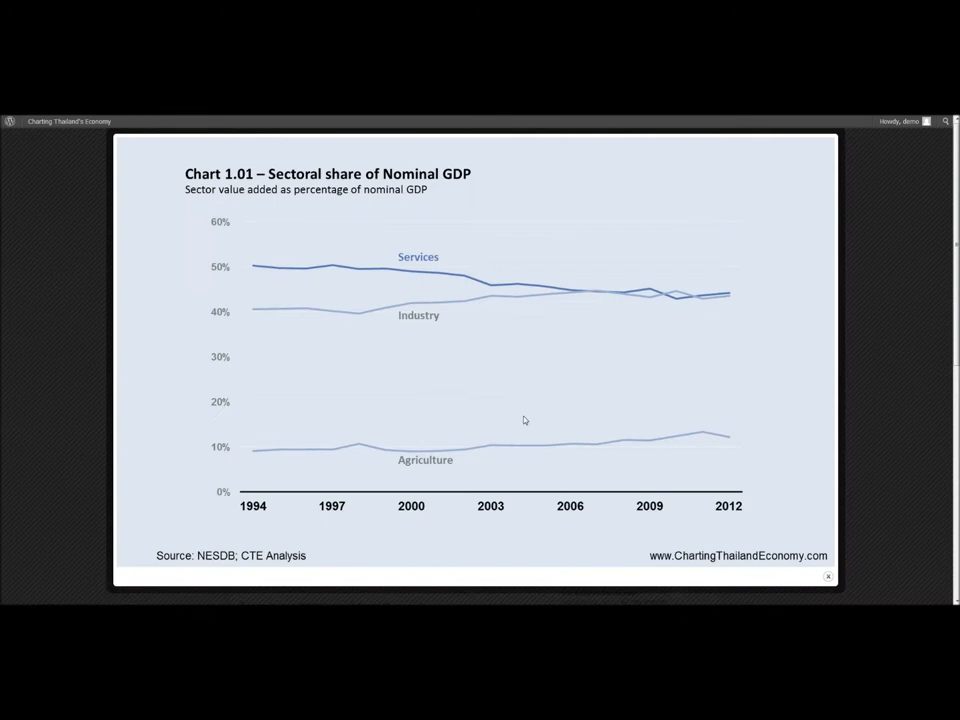 Charting Thailand's Economy
Howdy, demo
Chart 1.01 – Sectoral share of Nominal GDP
Sector value added as percentage of nominal GDP
60%
Services
50%
40%
Industry
30%
20%
10%
Agriculture
0%
1994 1997 2000 2003 2006 2009 2012
Source: NESDB; CTE Analysis
www.ChartingThailandEconomy.com